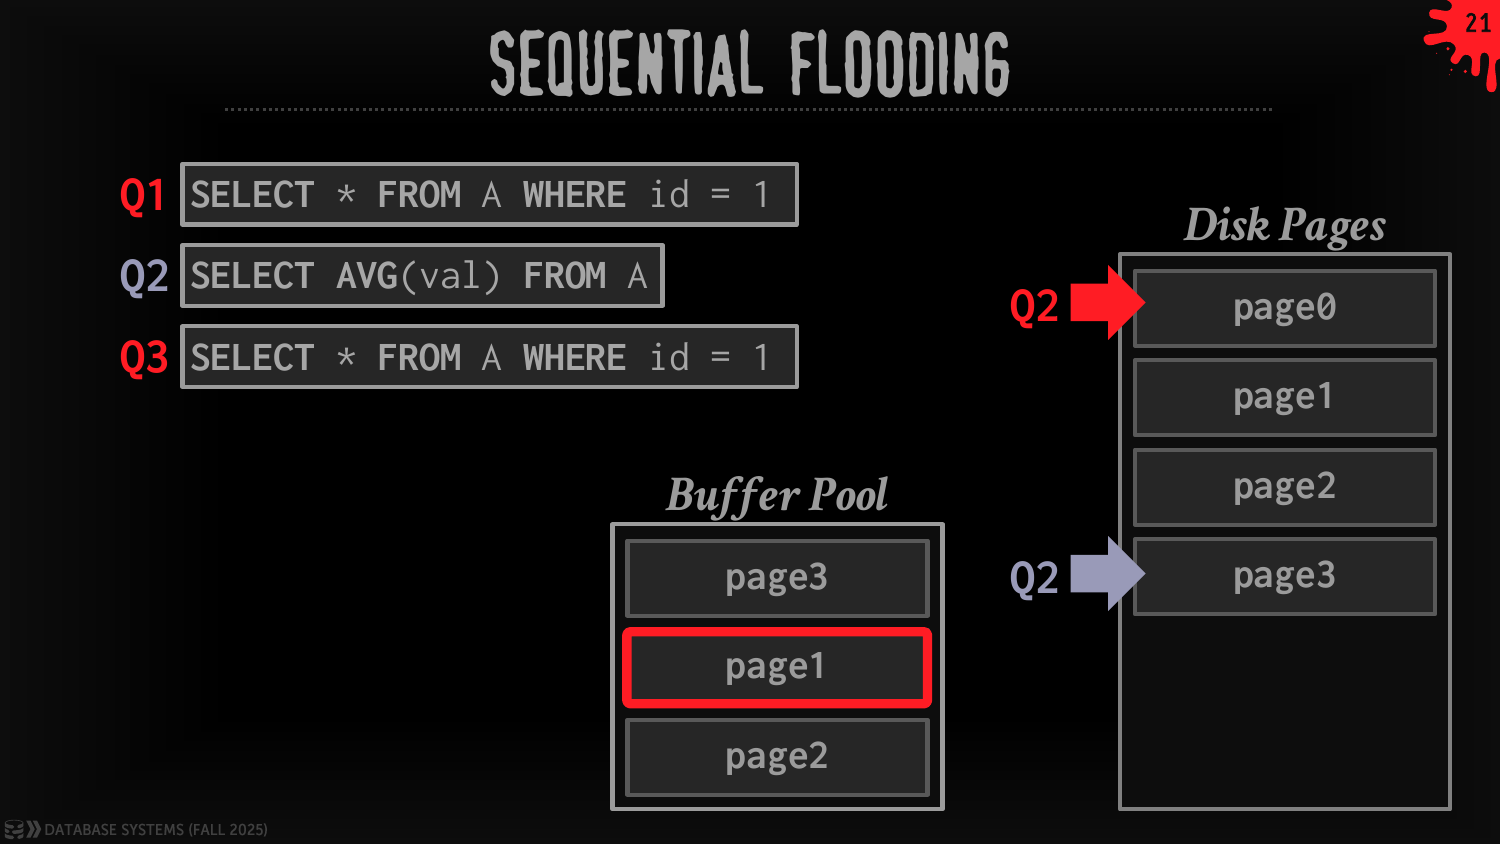 21
SEQUENTIAL FLOODING
Q1 SELECT * FROM A WHERE id = 1
Q2 SELECT AVG(val) FROM A
Q3 SELECT * FROM A WHERE id = 1
Disk Pages
Q2 page0
page1
page2
Q2 page3
Buffer Pool
page3
page1
page2
DATABASE SYSTEMS (FALL 2025)